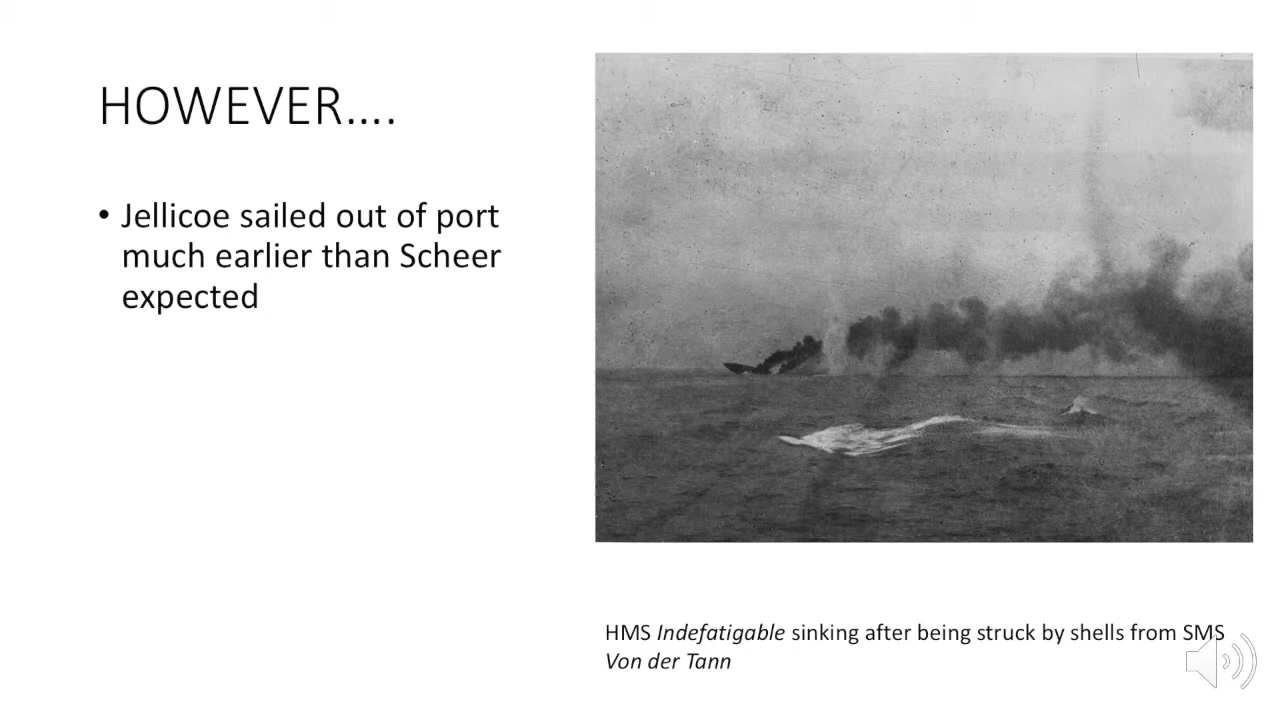 HOWEVER....
• Jellicoe sailed out of port
much earlier than Scheer
expected
HMS Indefatigable sinking after being struck by shells from SMS
Von der Tann